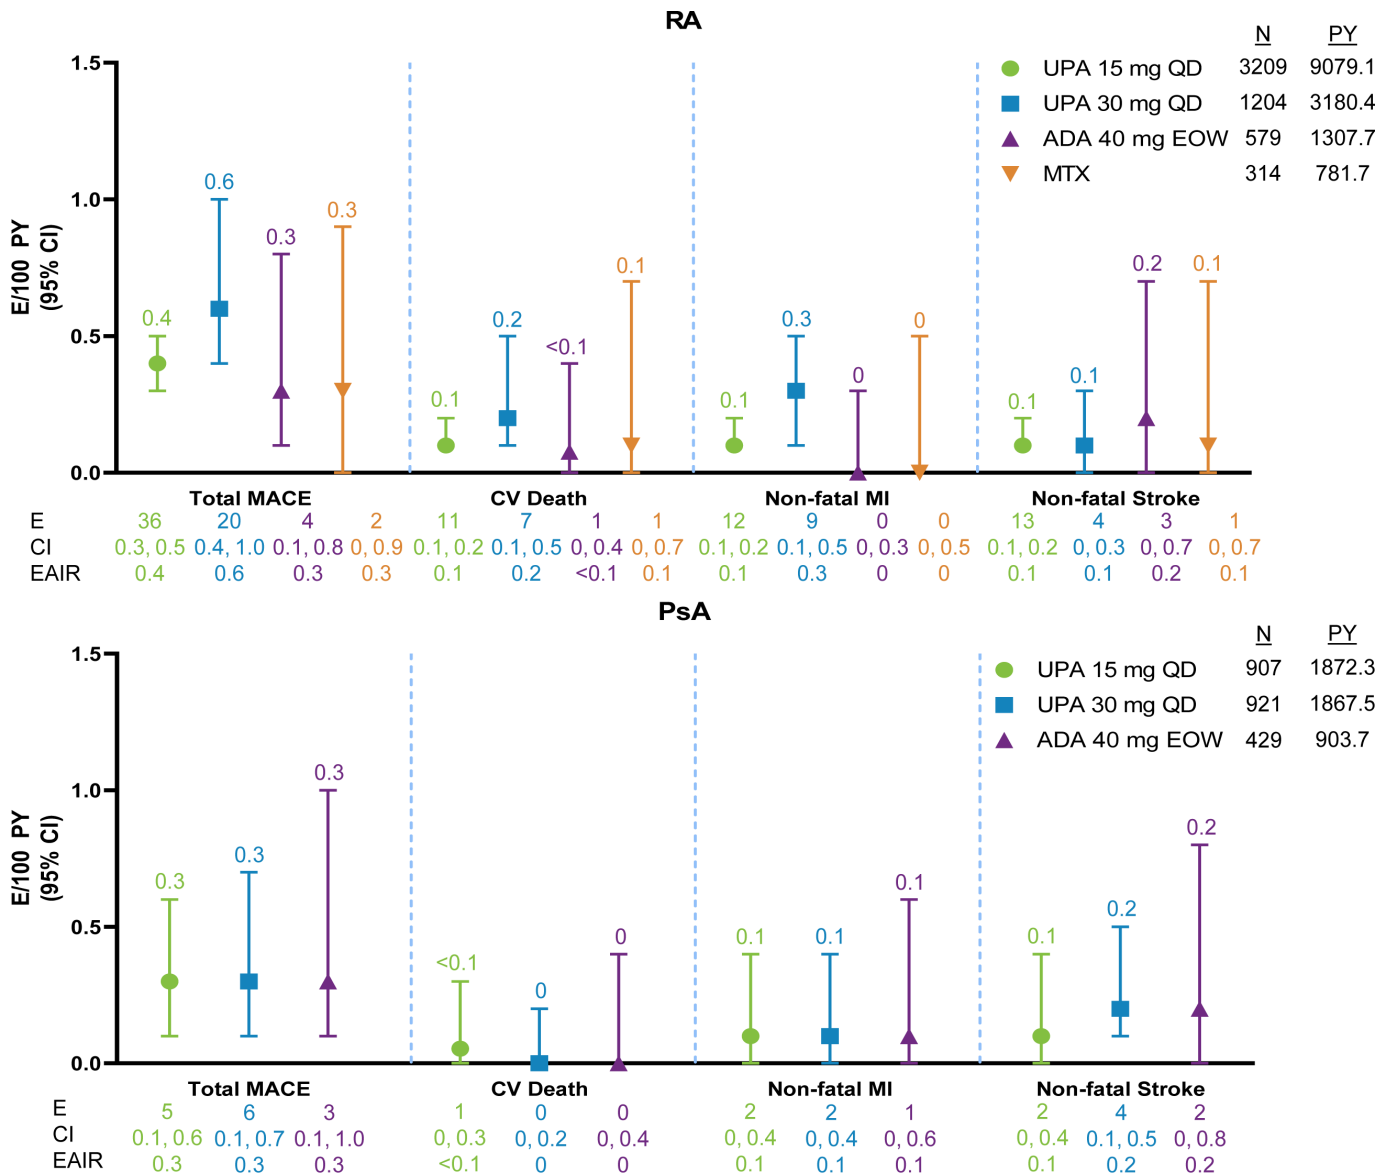 RA
N PY
UPA 15 mg QD 3209 9079.1
UPA 30 mg QD 1204 3180.4
ADA 40 mg EOW 579 1307.7
MTX 314 781.7
E/100 PY
(95% CI)
1.5
1.0
0.5
0.0
0.4 0.6 0.3 0.3
0.1 0.2 <0.1 0.1
0.1 0.3 0 0
0.1 0.1 0.2 0.1
Total MACE CV Death Non-fatal MI Non-fatal Stroke
E 36 20 4 2 11 7 1 1 12 9 0 0 13 4 3 1
CI 0.3, 0.5 0.4, 1.0 0.1, 0.8 0, 0.9 0.1, 0.2 0.1, 0.5 0, 0.4 0, 0.7 0.1, 0.2 0.1, 0.5 0, 0.3 0, 0.5 0.1, 0.2 0, 0.3 0, 0.7 0, 0.7
EAIR 0.4 0.6 0.3 0.3 0.1 0.2 <0.1 0.1 0.1 0.3 0 0 0.1 0.1 0.2 0.1
PsA
N PY
UPA 15 mg QD 907 1872.3
UPA 30 mg QD 921 1867.5
ADA 40 mg EOW 429 903.7
E/100 PY
(95% CI)
1.5
1.0
0.5
0.0
0.3 0.3 0.3
<0.1 0 0
0.1 0.1 0.1
0.1 0.2 0.2
Total MACE CV Death Non-fatal MI Non-fatal Stroke
E 5 6 3 1 0 0 2 2 1 2 4 2
CI 0.1, 0.6 0.1, 0.7 0.1, 1.0 0, 0.3 0, 0.2 0, 0.4 0, 0.4 0, 0.4 0, 0.6 0, 0.4 0.1, 0.5 0, 0.8
EAIR 0.3 0.3 0.3 <0.1 0 0 0.1 0.1 0.1 0.1 0.2 0.2